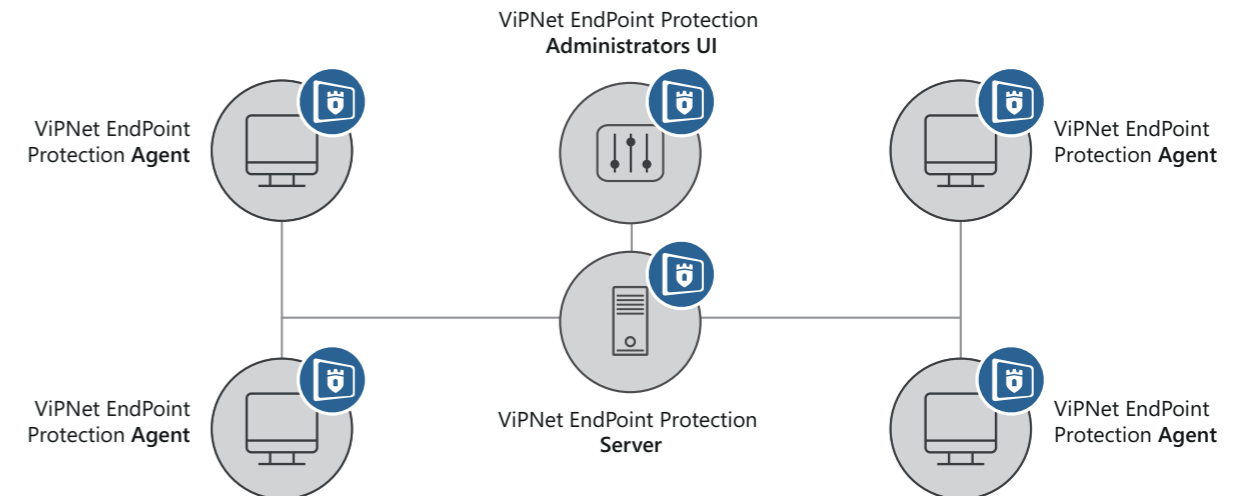 ViPNet EndPoint Protection
Administrators UI
ViPNet EndPoint
Protection Agent
ViPNet EndPoint
Protection Agent
ViPNet EndPoint
Protection Agent
ViPNet EndPoint Protection
Server
ViPNet EndPoint
Protection Agent